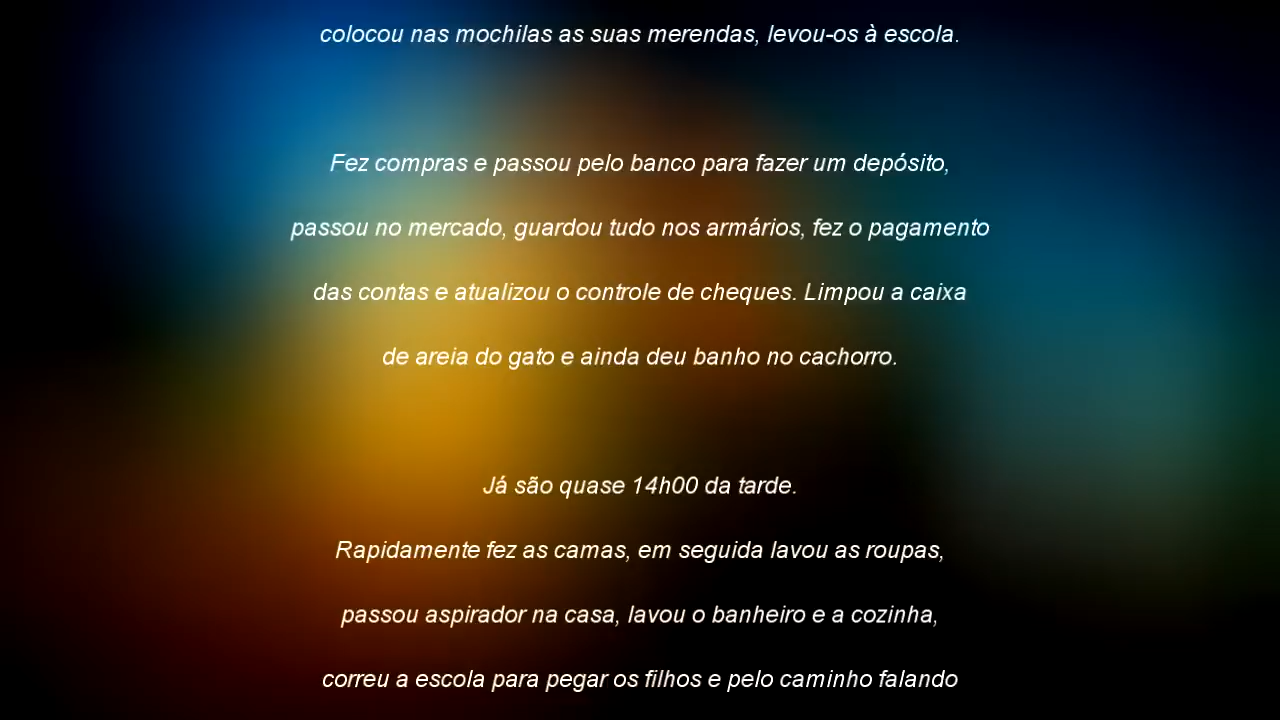 colocou nas mochilas as suas merendas, levou-os à escola.
Fez compras e passou pelo banco para fazer um depósito,
passou no mercado, guardou tudo nos armários, fez o pagamento
das contas e atualizou o controle de cheques. Limpou a caixa
de areia do gato e ainda deu banho no cachorro.
Já são quase 14h00 da tarde.
Rapidamente fez as camas, em seguida lavou as roupas,
passou aspirador na casa, lavou o banheiro e a cozinha,
correu a escola para pegar os filhos e pelo caminho falando